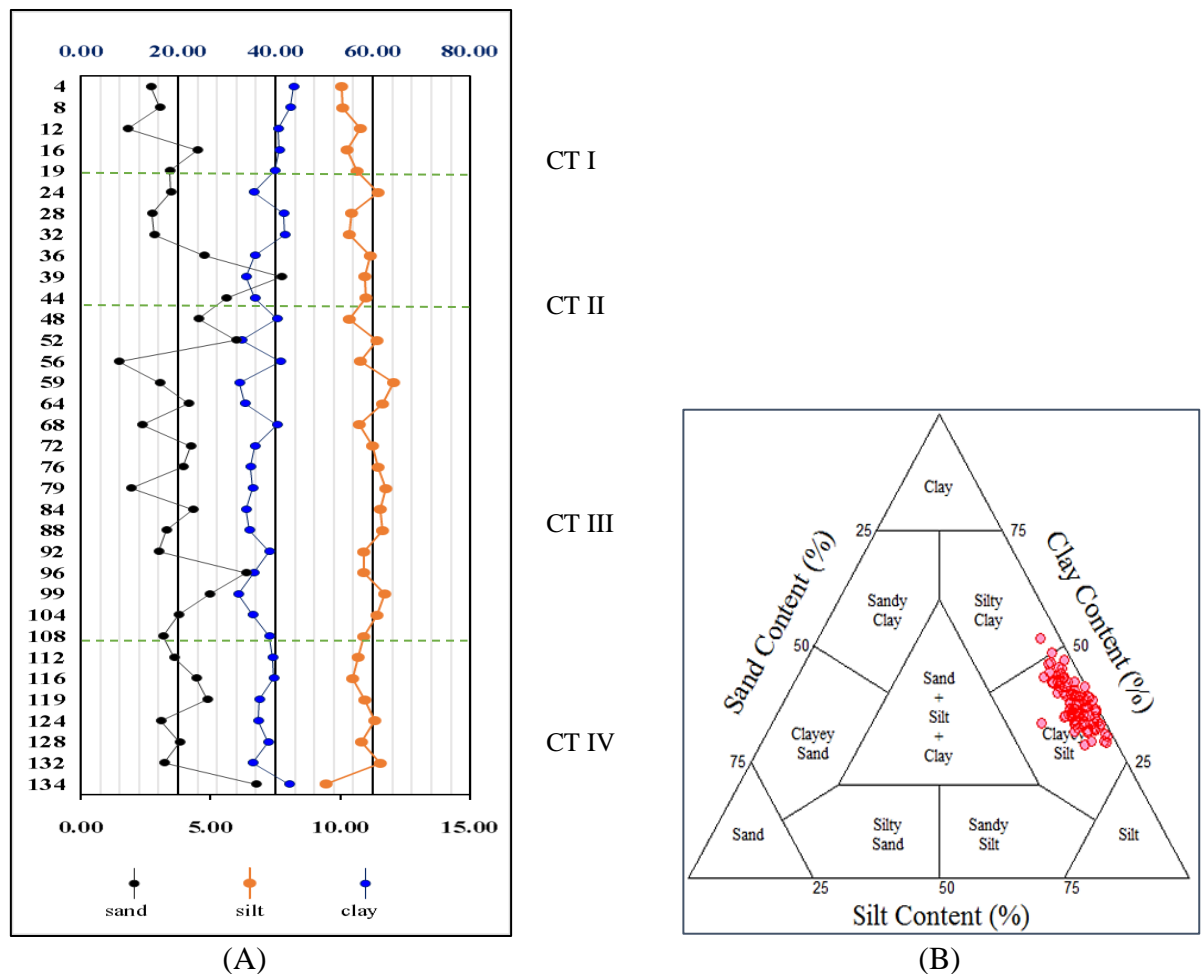 0.00 20.00 40.00 60.00 80.00
4
8
12
16
19
24
28
32
36
39
44
48
52
56
59
64
68
72
76
79
84
88
92
96
99
104
108
112
116
119
124
128
132
134
0.00 5.00 10.00 15.00
sand silt clay
CT I
CT II
CT III
CT IV
(A)
Clay
25 75
Sand Content (%)
Clay Content (%)
Sandy
Clay
Silty
Clay
50 50
Sand
+
Silt
+
Clay
Clayey
Sand
Clayey
Silt
75 25
Sand
Silty
Sand
Sandy
Silt
Silt
25 50 75
Silt Content (%)
(B)